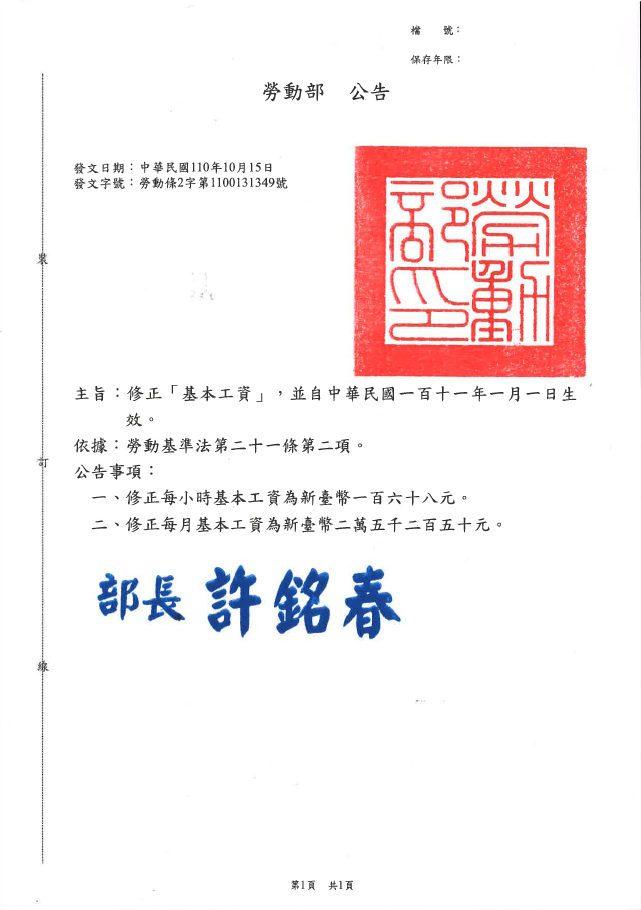 檔　　號：
保存年限：
勞動部　公告
發文日期：中華民國110年10月15日
發文字號：勞動條2字第1100131349號
勞動部印
主旨：修正「基本工資」，並自中華民國一百十一年一月一日生
效。
依據：勞動基準法第二十一條第二項。
公告事項：
一、修正每小時基本工資為新臺幣一百六十八元。
二、修正每月基本工資為新臺幣二萬五千二百五十元。
部長 許銘春
裝
訂
線
第1頁　共1頁